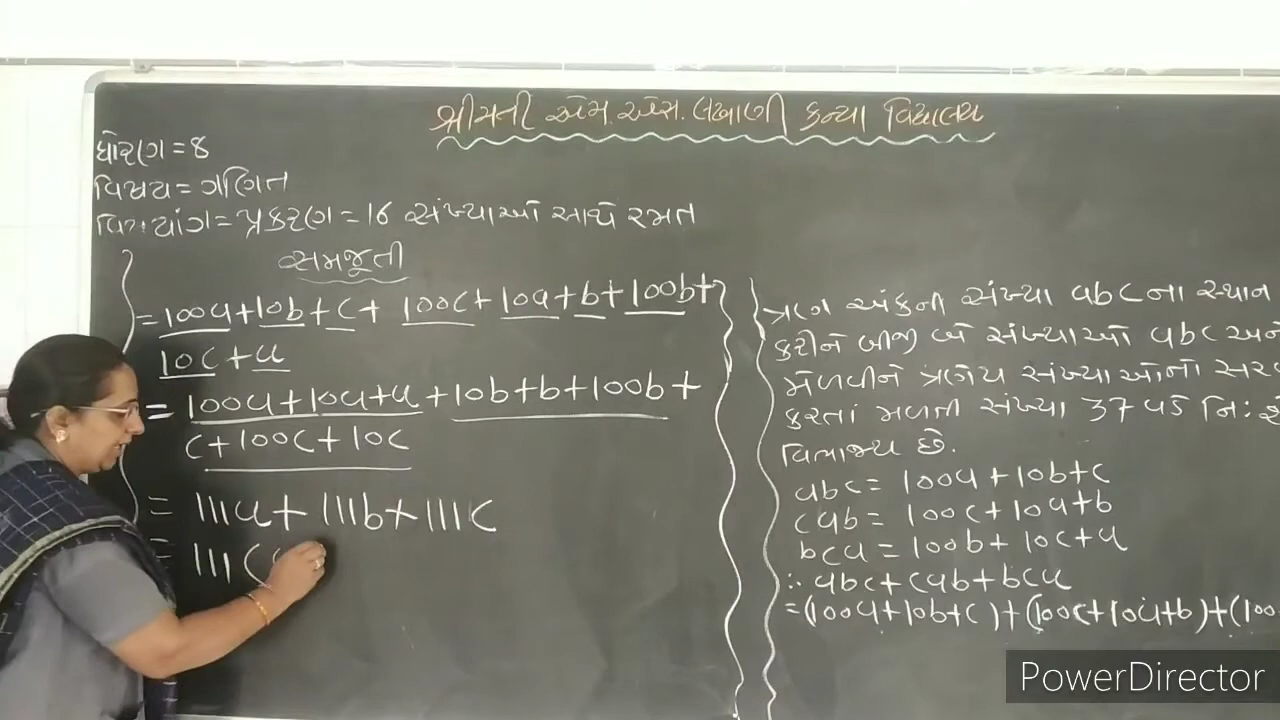 શ્રીમતી એમ.એસ. લખાણી કન્યા વિદ્યાલય
ધોરણ = 8
વિષય = ગણિત
વિષયાંગ = પ્રકરણ = 16 સંખ્યાઓ સાથે રમત
સમજૂતી
= 100a + 10b + c + 100c + 10a + b + 100b +
10c + a
= 100a + 10a + a + 10b + b + 100b +
c + 100c + 10c
= 111a + 111b + 111c
= 111 (
ત્રણ અંકની સંખ્યા abc ના સ્થાન
કરીને બીજી બે સંખ્યાઓ abc અને
મેળવીને ત્રણેય સંખ્યાઓનો
કરતાં મળતી સંખ્યા 37 વડે
વિભાજ્ય છે.
abc = 100a + 10b + c
cab = 100c + 10a + b
bca = 100b + 10c + a
∴ abc + cab + bca
= (100a + 10b + c) + (100c + 10a + b) + (100
PowerDirector